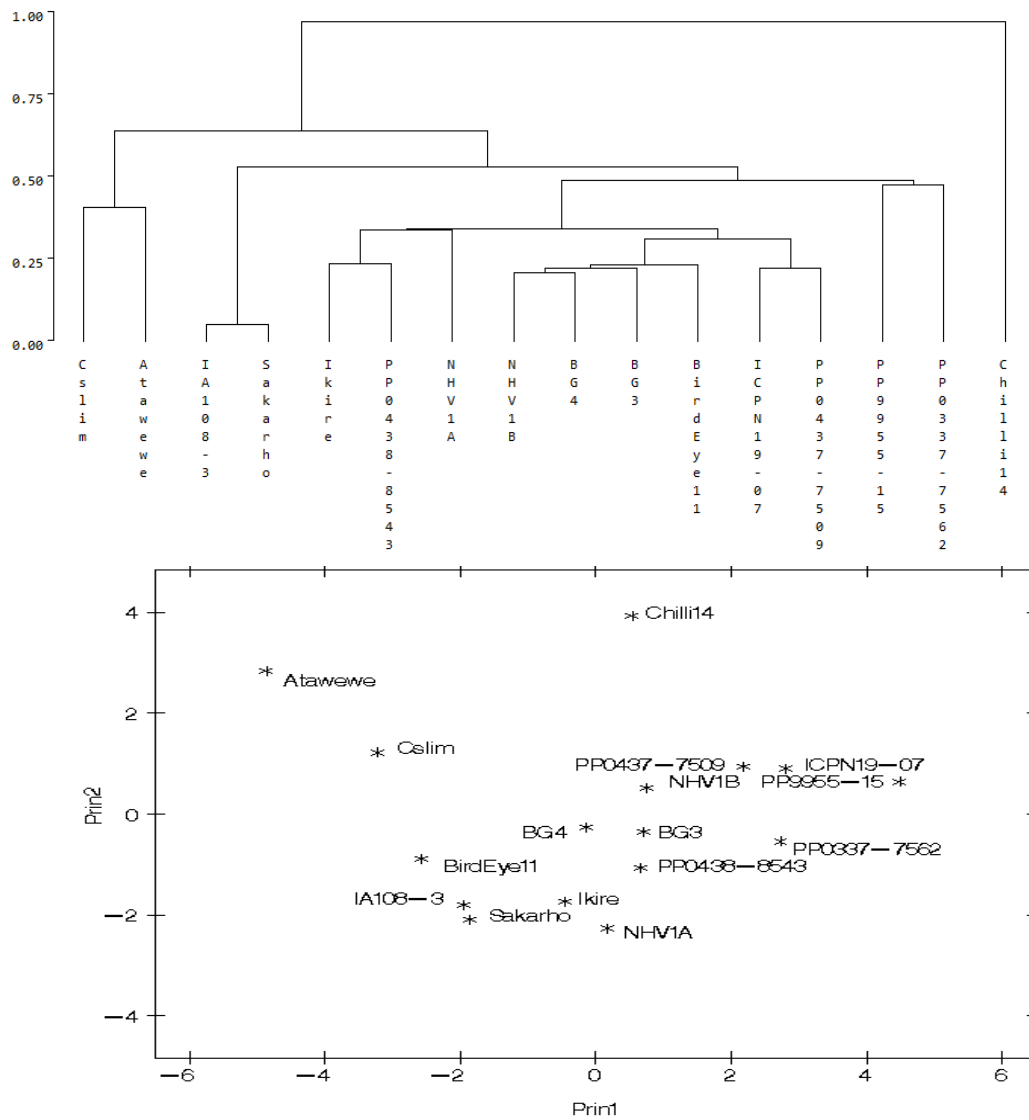 1.00
0.75
0.50
0.25
0.00
Cslim
Atawewe
IA108-3
Sakarho
Ikire
PP0438-8543
NHV1A
NHV1B
BG4
BG3
BirdEye11
ICPN19-07
PP0437-7509
PP9955-15
PP0337-7562
Chilli14
4
Chilli14
Atawewe
2
Cslim
PP0437-7509
ICPN19-07
NHV1B
PP9955-15
Prin2
0
BG4
BG3
PP0337-7562
BirdEye11
PP0438-8543
IA108-3
Ikire
-2
Sakarho
NHV1A
-4
-6 -4 -2 0 2 4 6
Prin1